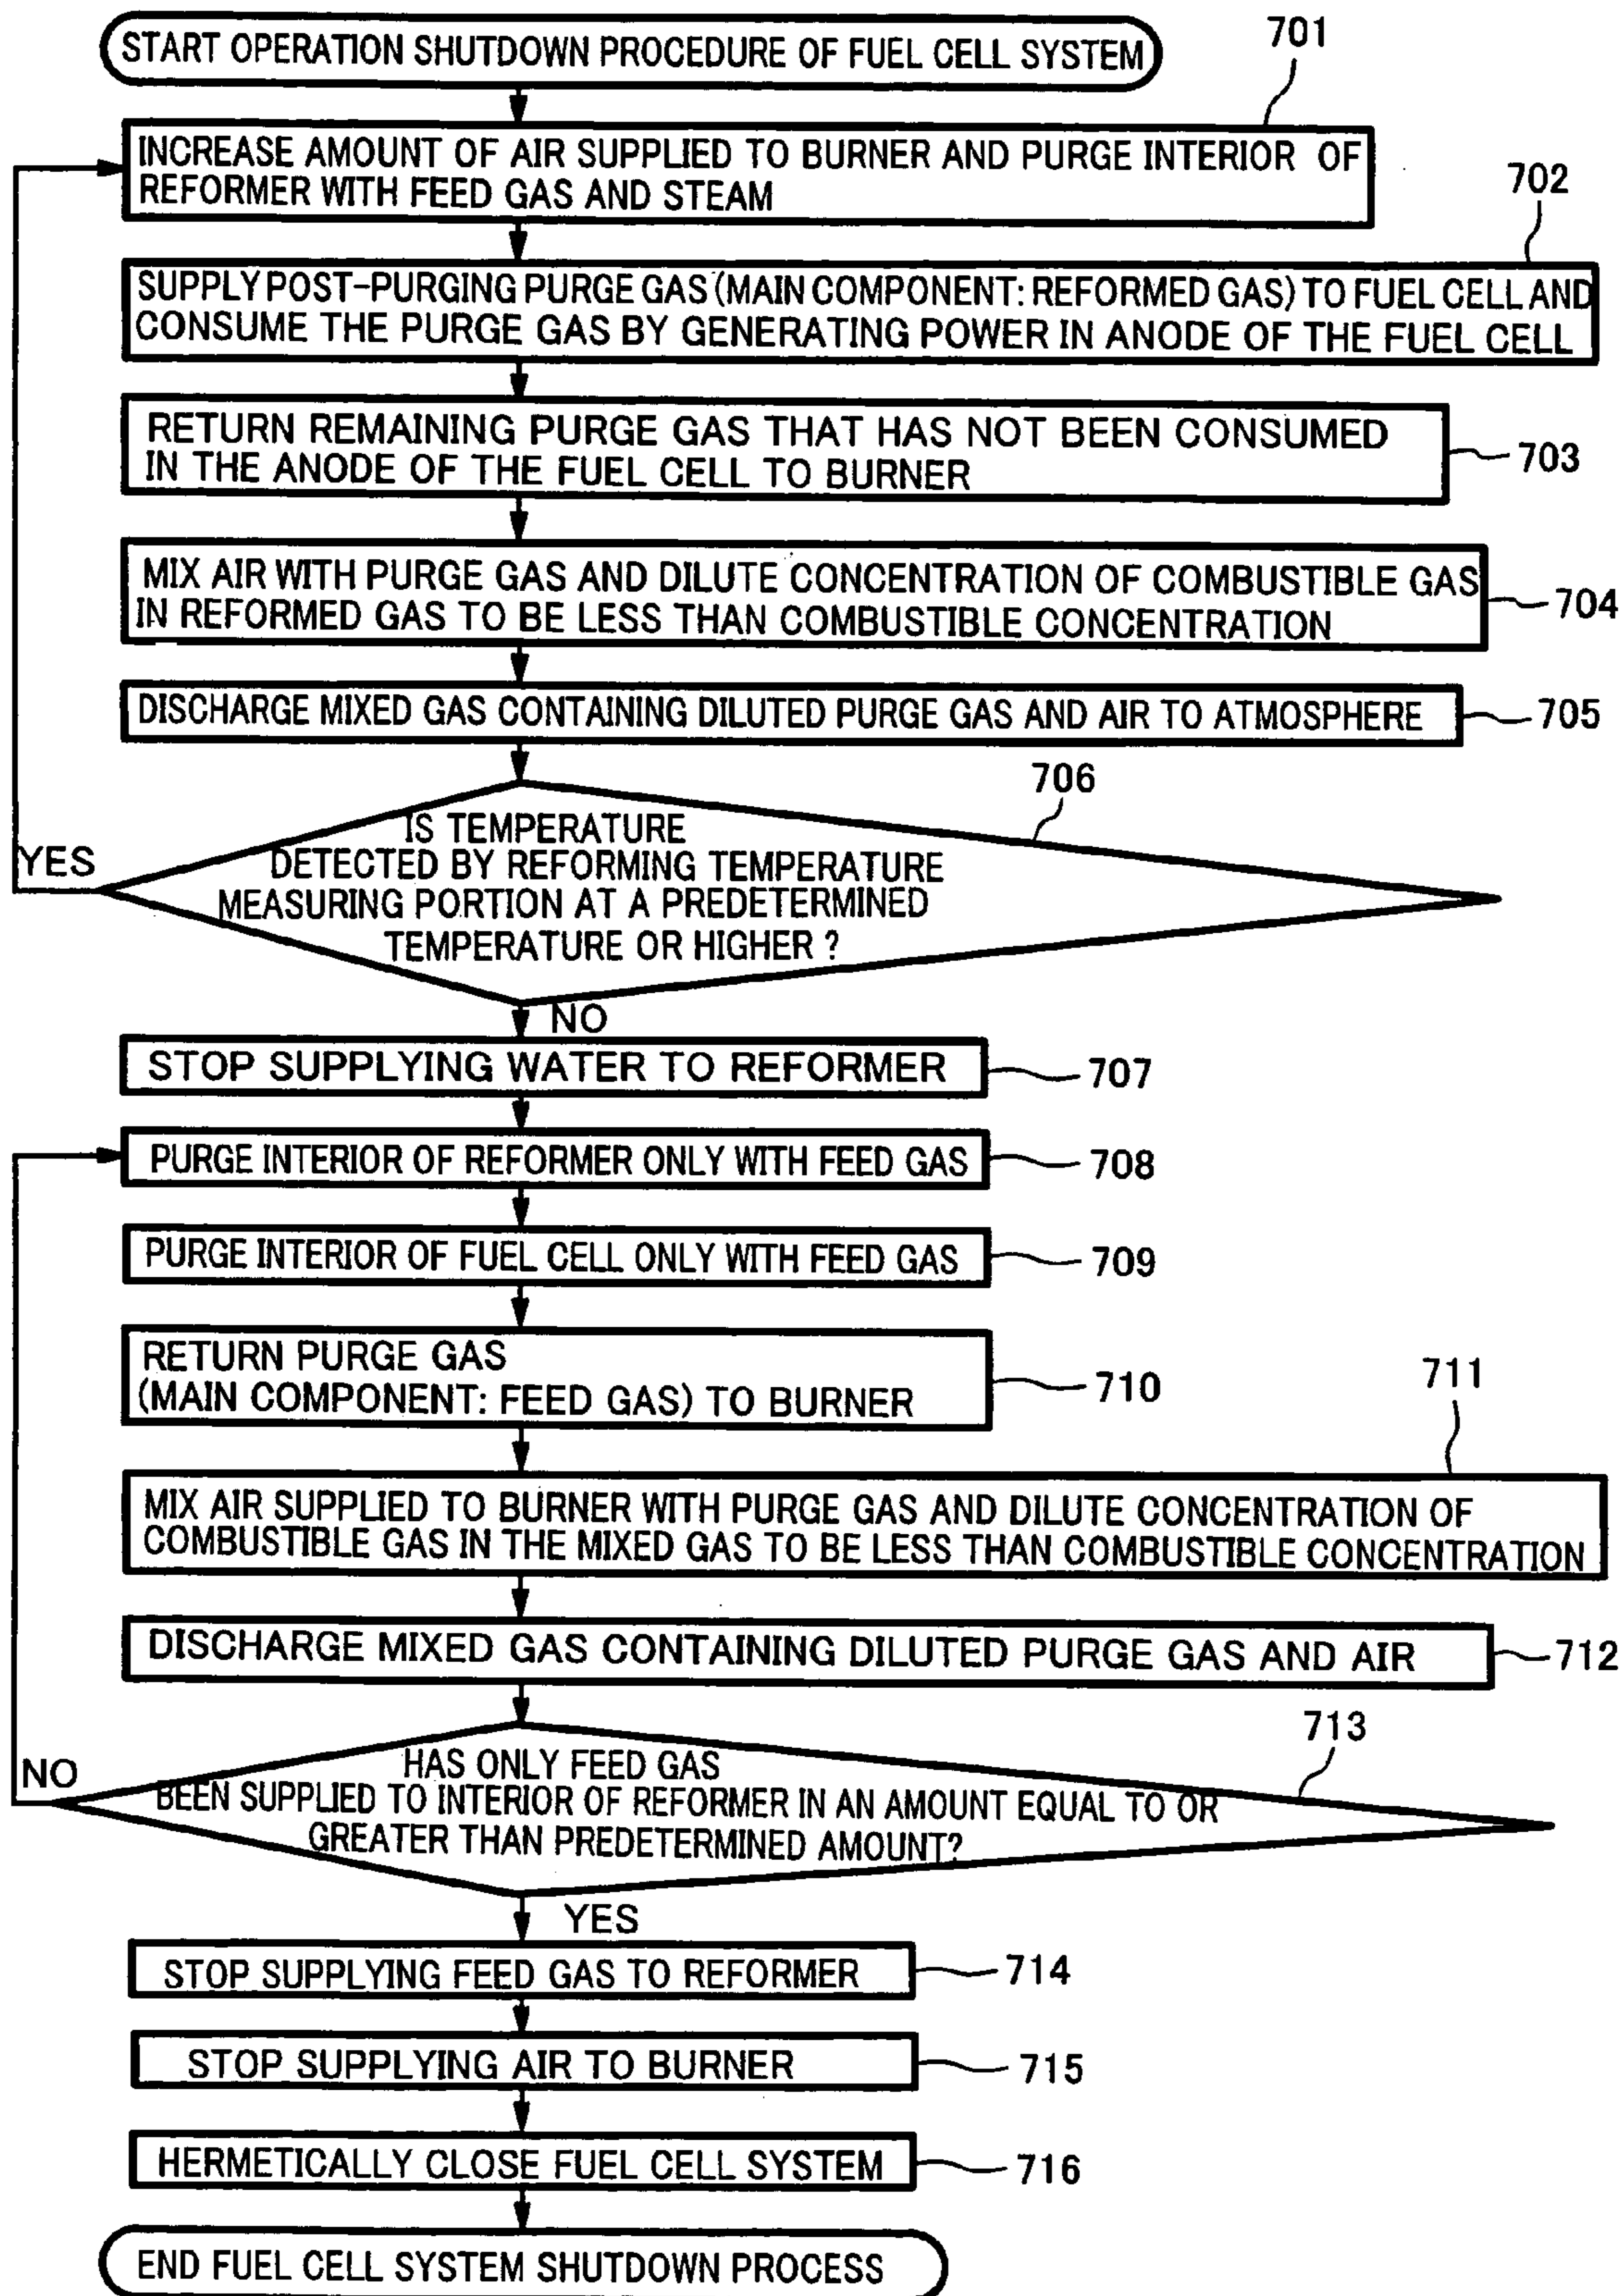 START OPERATION SHUTDOWN PROCEDURE OF FUEL CELL SYSTEM
701
INCREASE AMOUNT OF AIR SUPPLIED TO BURNER AND PURGE INTERIOR OF
REFORMER WITH FEED GAS AND STEAM
702
SUPPLY POST-PURGING PURGE GAS (MAIN COMPONENT: REFORMED GAS) TO FUEL CELL AND
CONSUME THE PURGE GAS BY GENERATING POWER IN ANODE OF THE FUEL CELL
RETURN REMAINING PURGE GAS THAT HAS NOT BEEN CONSUMED
IN THE ANODE OF THE FUEL CELL TO BURNER
703
MIX AIR WITH PURGE GAS AND DILUTE CONCENTRATION OF COMBUSTIBLE GAS
IN REFORMED GAS TO BE LESS THAN COMBUSTIBLE CONCENTRATION
704
DISCHARGE MIXED GAS CONTAINING DILUTED PURGE GAS AND AIR TO ATMOSPHERE
705
706
IS TEMPERATURE
DETECTED BY REFORMING TEMPERATURE
MEASURING PORTION AT A PREDETERMINED
TEMPERATURE OR HIGHER ?
YES
NO
STOP SUPPLYING WATER TO REFORMER
707
PURGE INTERIOR OF REFORMER ONLY WITH FEED GAS
708
PURGE INTERIOR OF FUEL CELL ONLY WITH FEED GAS
709
RETURN PURGE GAS
(MAIN COMPONENT: FEED GAS) TO BURNER
710
711
MIX AIR SUPPLIED TO BURNER WITH PURGE GAS AND DILUTE CONCENTRATION OF
COMBUSTIBLE GAS IN THE MIXED GAS TO BE LESS THAN COMBUSTIBLE CONCENTRATION
DISCHARGE MIXED GAS CONTAINING DILUTED PURGE GAS AND AIR
712
713
HAS ONLY FEED GAS
BEEN SUPPLIED TO INTERIOR OF REFORMER IN AN AMOUNT EQUAL TO OR
GREATER THAN PREDETERMINED AMOUNT?
NO
YES
STOP SUPPLYING FEED GAS TO REFORMER
714
STOP SUPPLYING AIR TO BURNER
715
HERMETICALLY CLOSE FUEL CELL SYSTEM
716
END FUEL CELL SYSTEM SHUTDOWN PROCESS